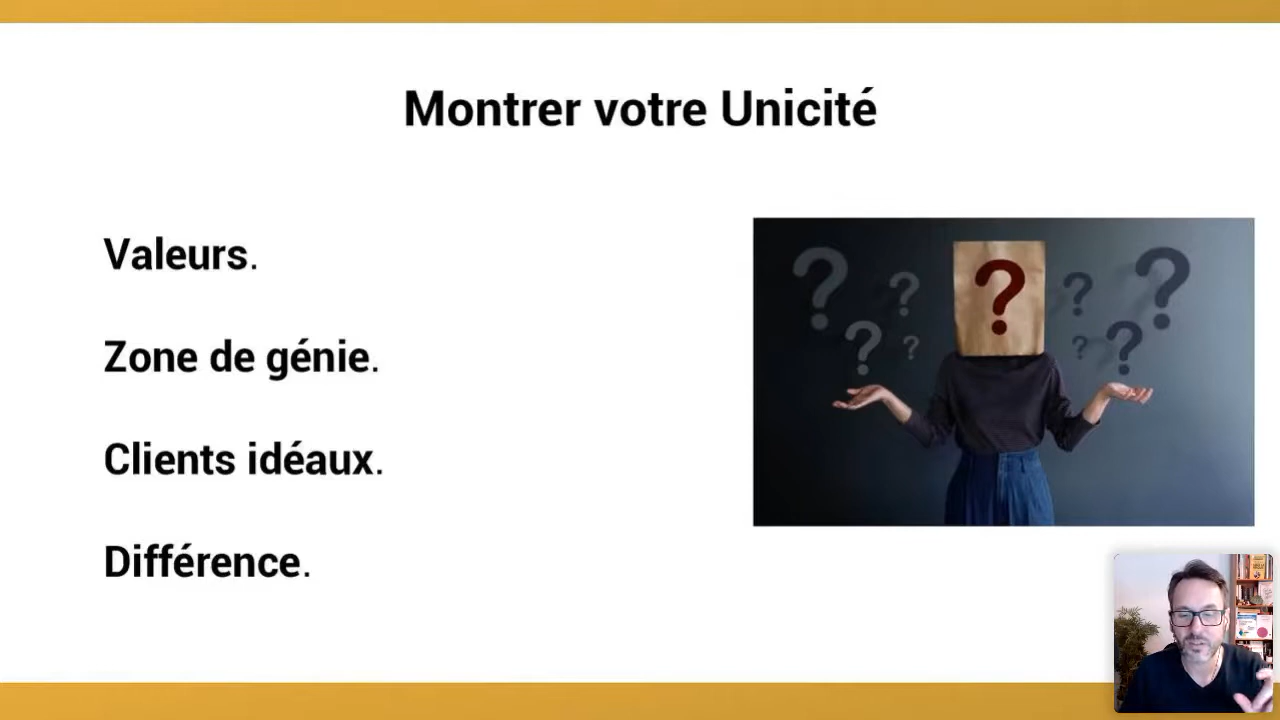 Montrer votre Unicité
Valeurs.
Zone de génie.
Clients idéaux.
Différence.